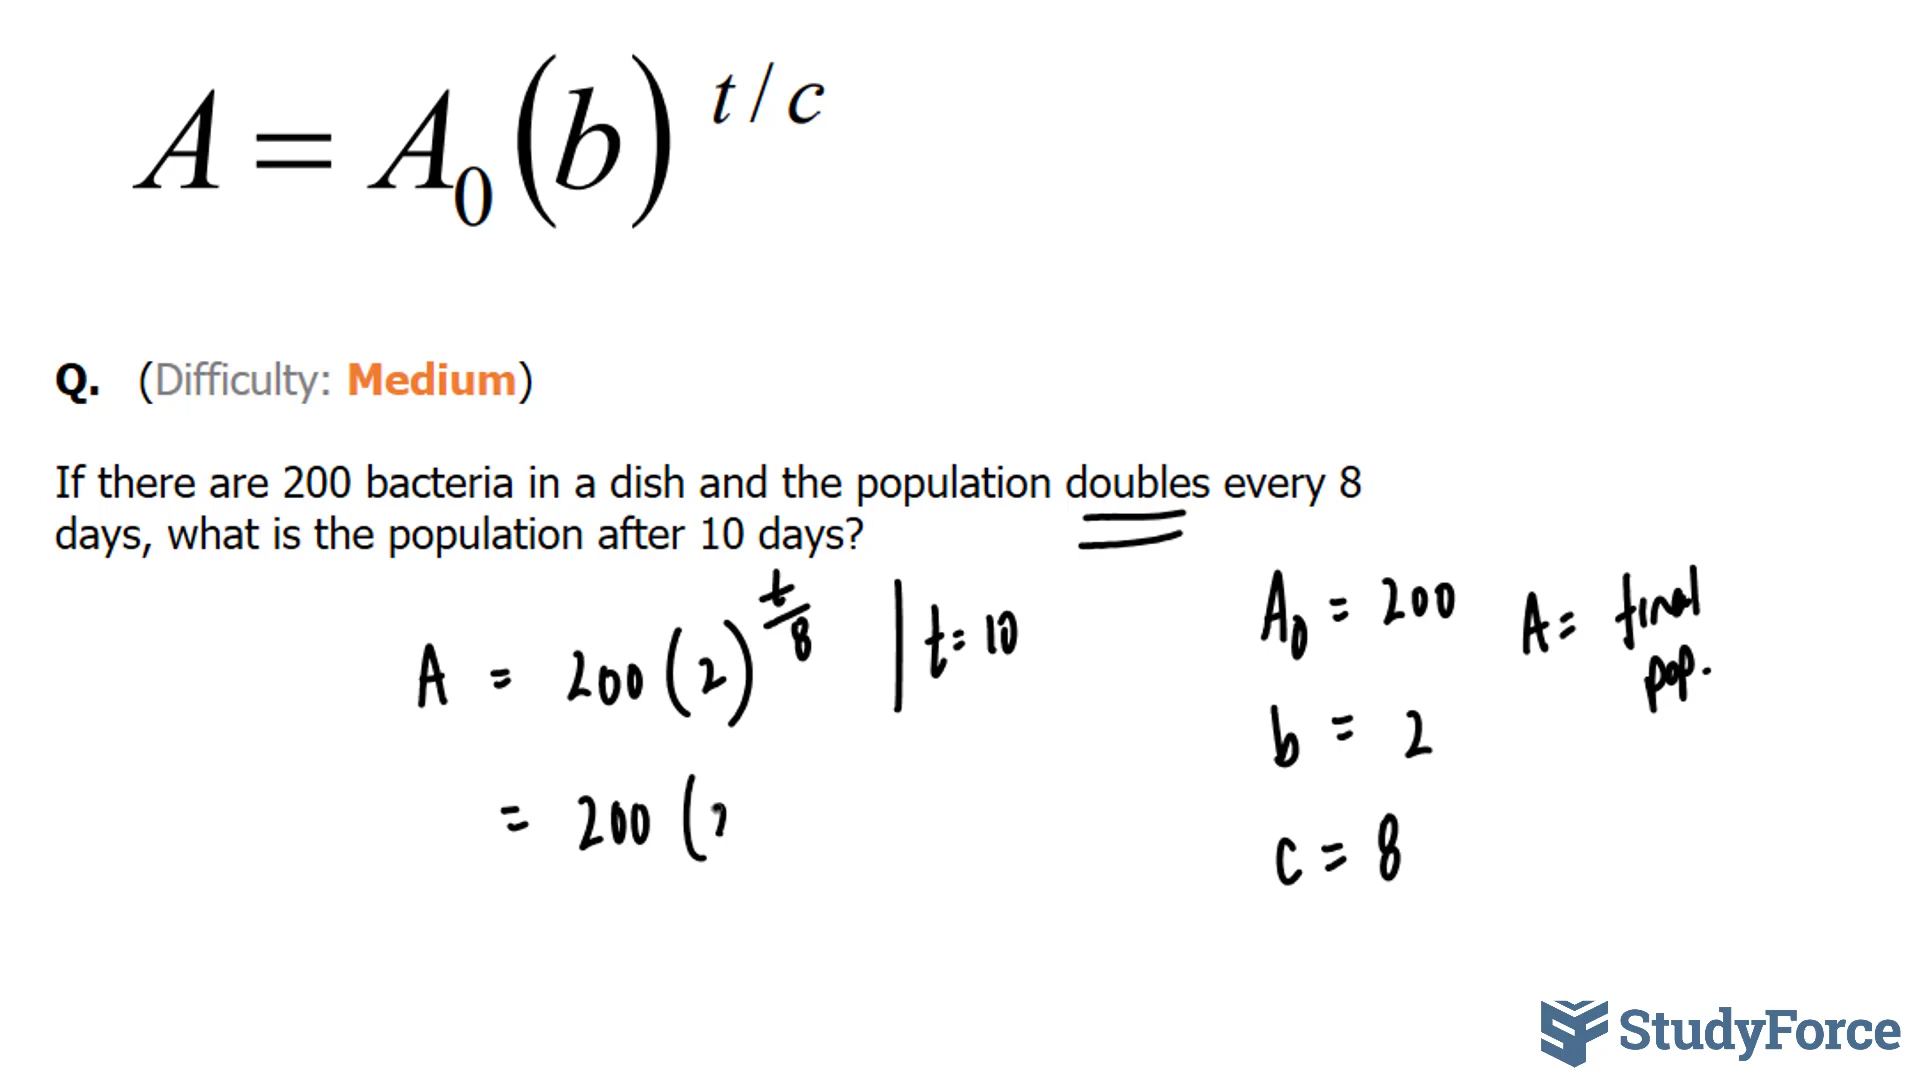 A = A₀(b)^{t/c}
Q. (Difficulty: Medium)
If there are 200 bacteria in a dish and the population doubles every 8
days, what is the population after 10 days?
A = 200(2)^{t/8} | t = 10
= 200(2
A₀ = 200
b = 2
c = 8
A = final
pop.
StudyForce